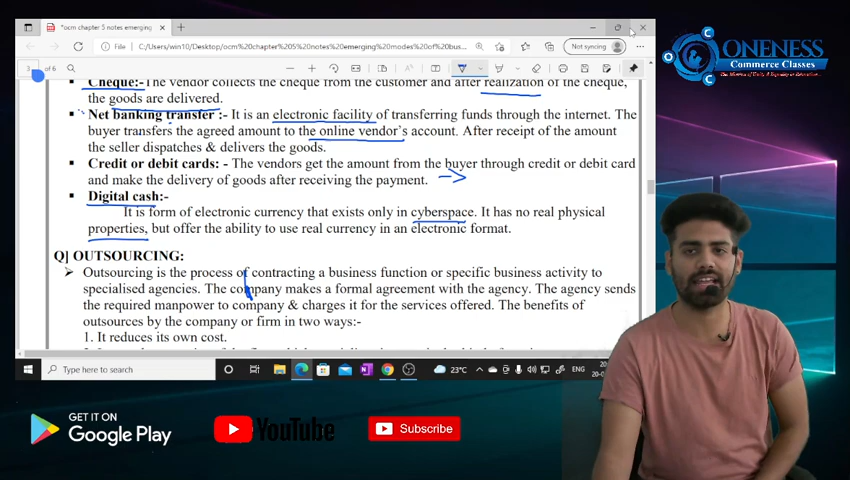 *ocm chapter 5 notes emerging
File
C:/Users/win10/Desktop/ocm%20chapter%205%20notes%20emerging%20modes%20of%20bus...
Not syncing
3
of 6
Cheque:- The vendor collects the cheque from the customer and after realization of the cheque,
the goods are delivered.
Net banking transfer :- It is an electronic facility of transferring funds through the internet. The
buyer transfers the agreed amount to the online vendor's account. After receipt of the amount
the seller dispatches & delivers the goods.
Credit or debit cards: - The vendors get the amount from the buyer through credit or debit card
and make the delivery of goods after receiving the payment.
Digital cash:-
It is form of electronic currency that exists only in cyberspace. It has no real physical
properties, but offer the ability to use real currency in an electronic format.
Q] OUTSOURCING:
Outsourcing is the process of contracting a business function or specific business activity to
specialised agencies. The company makes a formal agreement with the agency. The agency sends
the required manpower to company & charges it for the services offered. The benefits of
outsources by the company or firm in two ways:-
1. It reduces its own cost.
Type here to search
23°C
ENG
ONENESS
Commerce Classes
GET IT ON
Google Play
YouTube
Subscribe